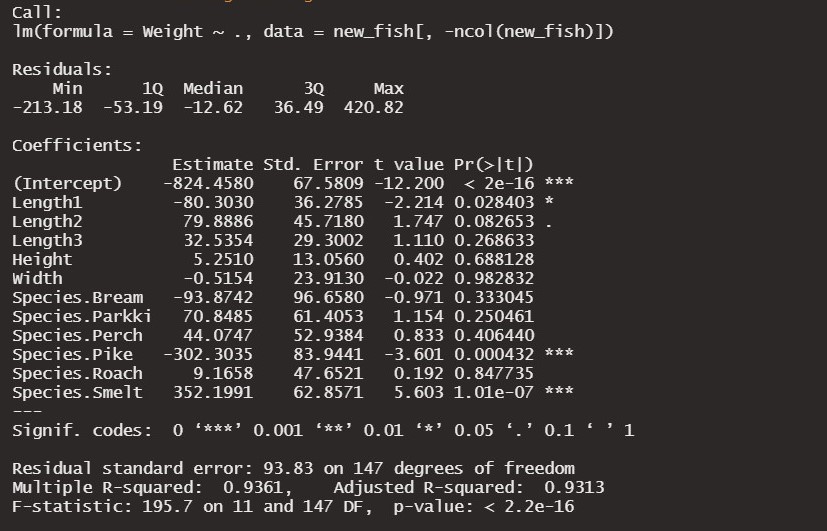 Call:
lm(formula = Weight ~ ., data = new_fish[, -ncol(new_fish)])
Residuals:
Min 1Q Median 3Q Max
-213.18 -53.19 -12.62 36.49 420.82
Coefficients:
Estimate Std. Error t value Pr(>|t|)
(Intercept) -824.4580 67.5809 -12.200 < 2e-16 ***
Length1 -80.3030 36.2785 -2.214 0.028403 *
Length2 79.8886 45.7180 1.747 0.082653 .
Length3 32.5354 29.3002 1.110 0.268633
Height 5.2510 13.0560 0.402 0.688128
Width -0.5154 23.9130 -0.022 0.982832
Species.Bream -93.8742 96.6580 -0.971 0.333045
Species.Parkki 70.8485 61.4053 1.154 0.250461
Species.Perch 44.0747 52.9384 0.833 0.406440
Species.Pike -302.3035 83.9441 -3.601 0.000432 ***
Species.Roach 9.1658 47.6521 0.192 0.847735
Species.Smelt 352.1991 62.8571 5.603 1.01e-07 ***
---
Signif. codes: 0 ‘***’ 0.001 ‘**’ 0.01 ‘*’ 0.05 ‘.’ 0.1 ‘ ’ 1
Residual standard error: 93.83 on 147 degrees of freedom
Multiple R-squared: 0.9361, Adjusted R-squared: 0.9313
F-statistic: 195.7 on 11 and 147 DF, p-value: < 2.2e-16